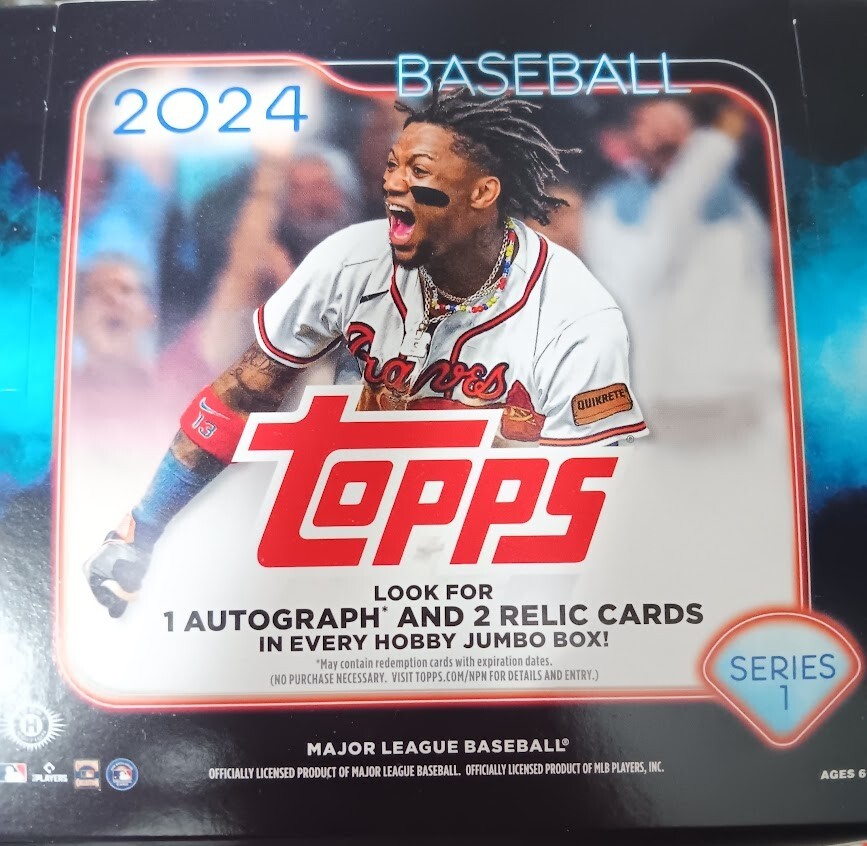 BASEBALL
2024
Braves
QUIKRETE
13
TOPPS
LOOK FOR
1 AUTOGRAPH* AND 2 RELIC CARDS
IN EVERY HOBBY JUMBO BOX!
*May contain redemption cards with expiration dates.
(NO PURCHASE NECESSARY. VISIT TOPPS.COM/NPN FOR DETAILS AND ENTRY.)
SERIES
1
H
MAJOR LEAGUE BASEBALL®
PLAYERS
OFFICIALLY LICENSED PRODUCT OF MAJOR LEAGUE BASEBALL. OFFICIALLY LICENSED PRODUCT OF MLB PLAYERS, INC.
AGES 6